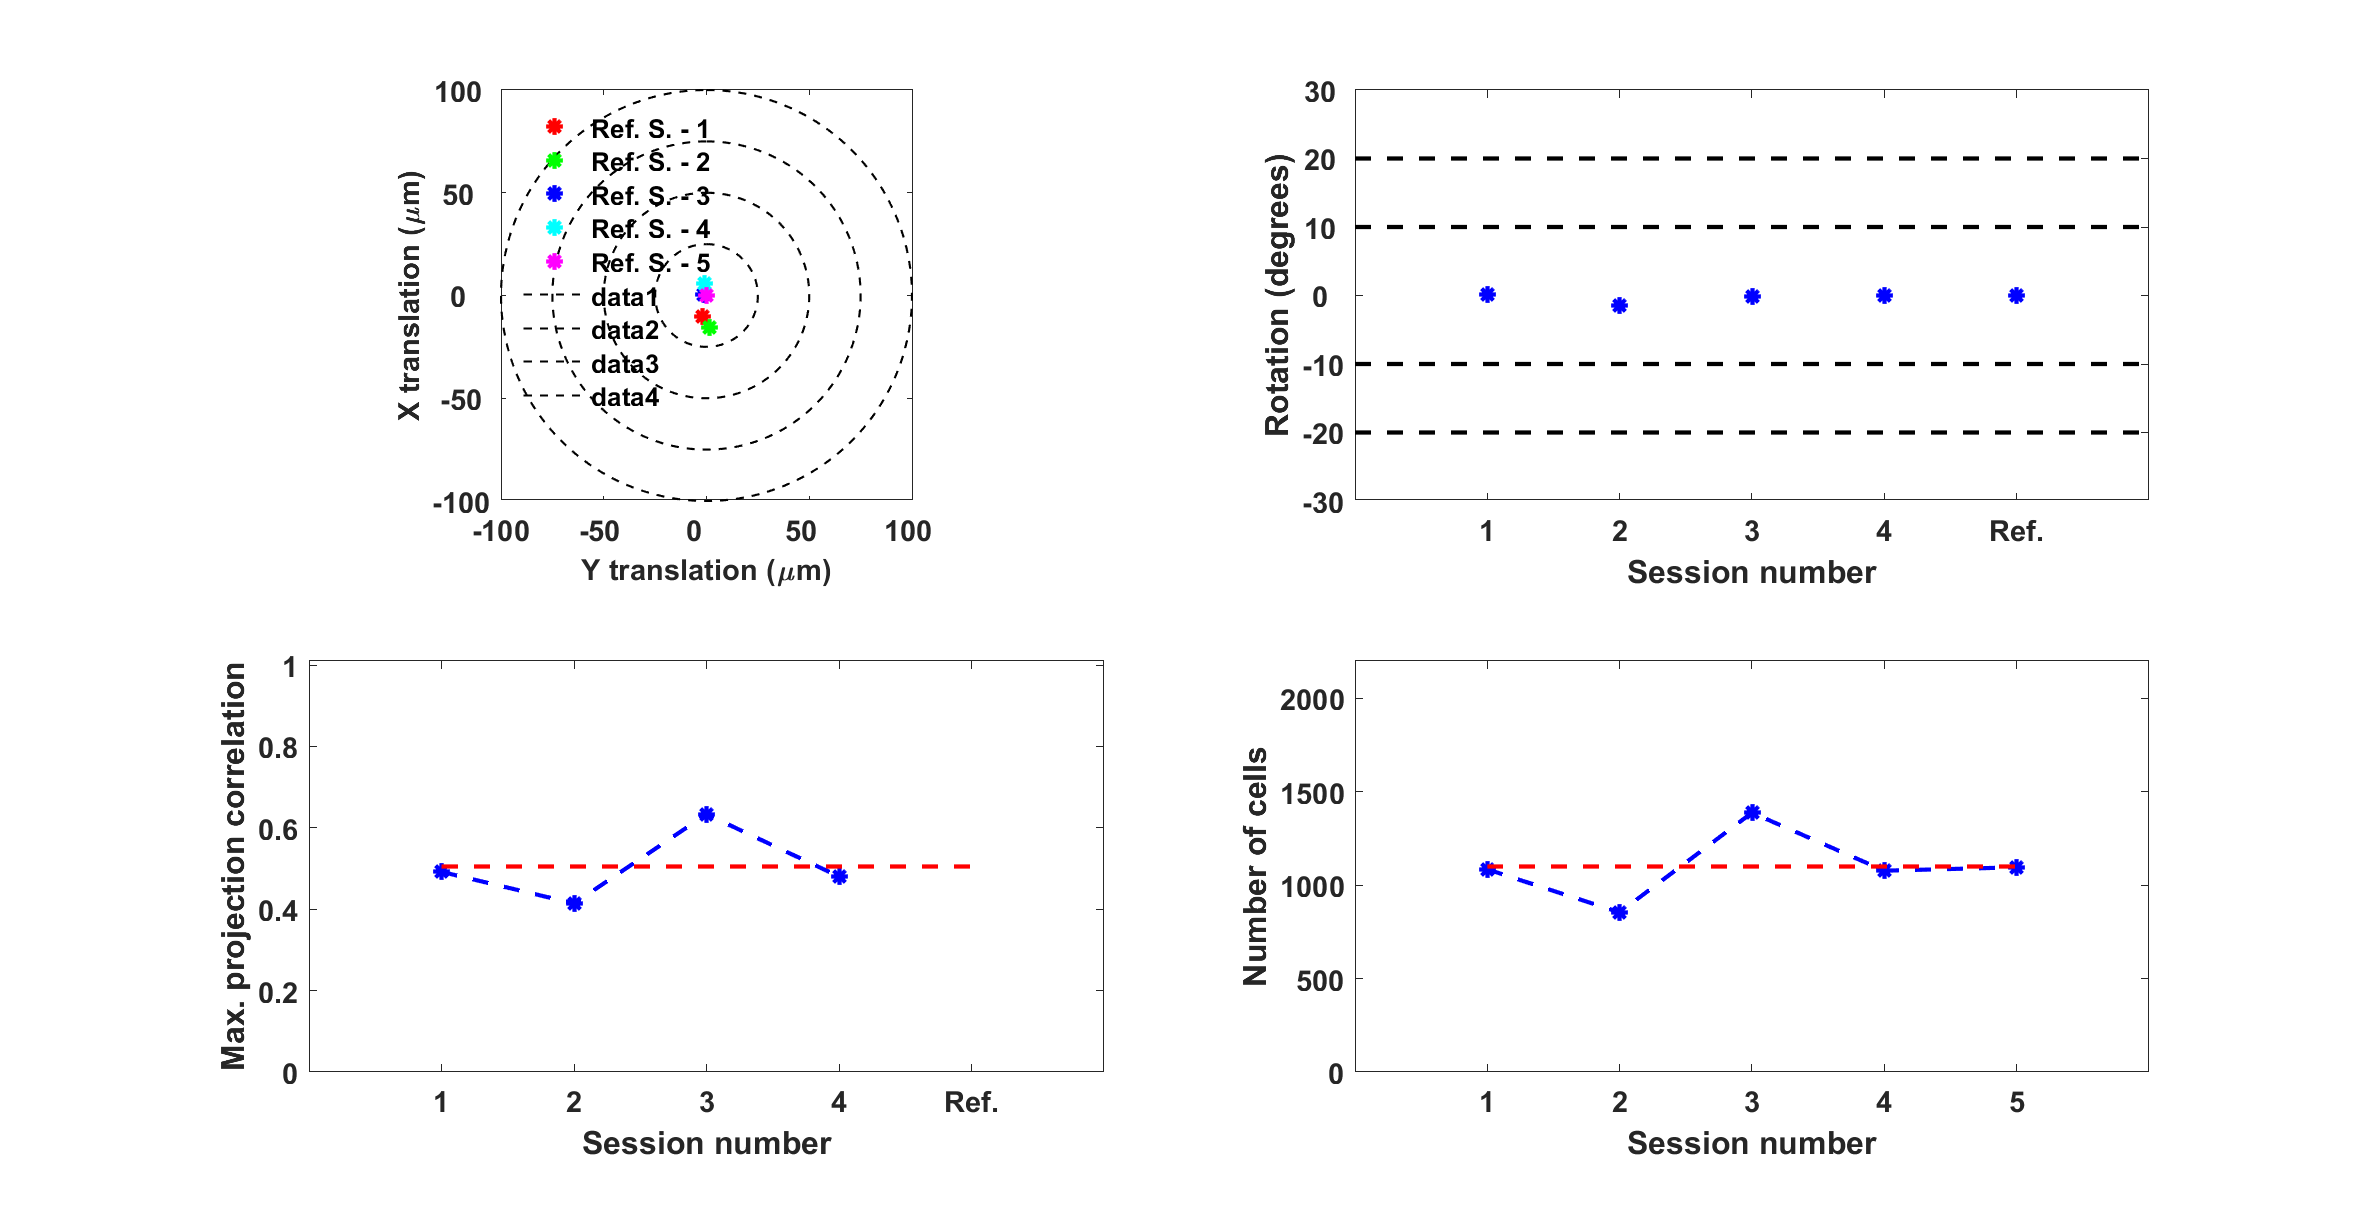 100
50
0
-50
-100
X translation (μm)
Ref. S. - 1
Ref. S. - 2
Ref. S. - 3
Ref. S. - 4
Ref. S. - 5
data1
data2
data3
data4
-100 -50 0 50 100
Y translation (μm)
30
20
10
0
-10
-20
-30
Rotation (degrees)
1 2 3 4 Ref.
Session number
1
0.8
0.6
0.4
0.2
0
Max. projection correlation
1 2 3 4 Ref.
Session number
2000
1500
1000
500
0
Number of cells
1 2 3 4 5
Session number